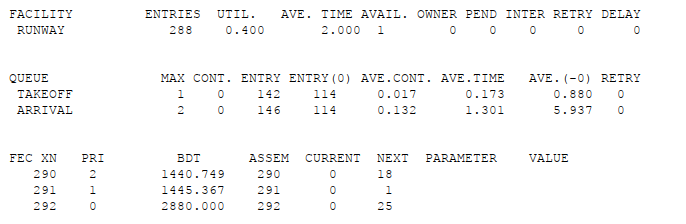 FACILITY ENTRIES UTIL. AVE. TIME AVAIL. OWNER PEND INTER RETRY DELAY
RUNWAY 288 0.400 2.000 1 0 0 0 0 0
QUEUE MAX CONT. ENTRY ENTRY(0) AVE.CONT. AVE.TIME AVE.(-0) RETRY
TAKEOFF 1 0 142 114 0.017 0.173 0.880 0
ARRIVAL 2 0 146 114 0.132 1.301 5.937 0
FEC XN PRI BDT ASSEM CURRENT NEXT PARAMETER VALUE
290 2 1440.749 290 0 18
291 1 1445.367 291 0 1
292 0 2880.000 292 0 25